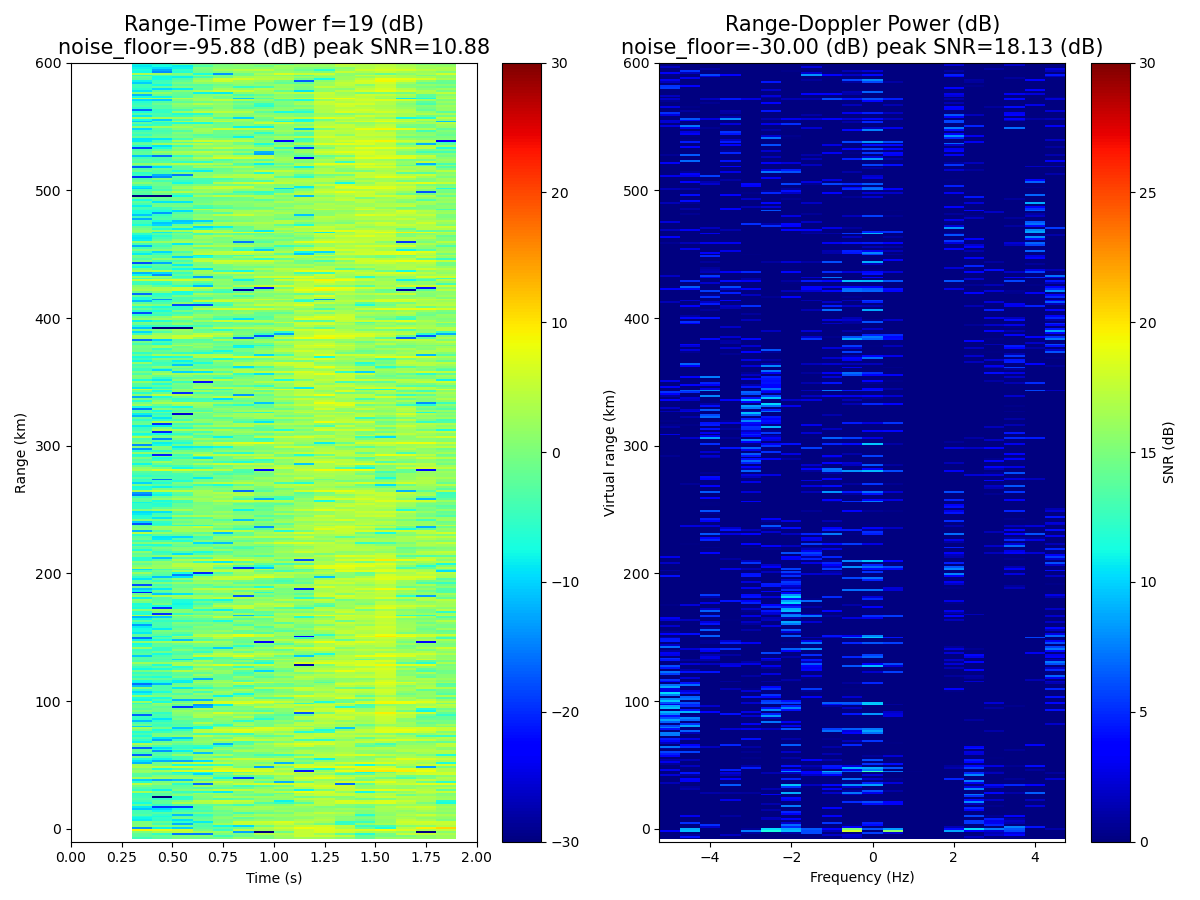 Range-Time Power f=19 (dB)
noise_floor=-95.88 (dB) peak SNR=10.88
Range (km)
600
500
400
300
200
100
0
0.00 0.25 0.50 0.75 1.00 1.25 1.50 1.75 2.00
Time (s)
30
20
10
0
−10
−20
−30
Range-Doppler Power (dB)
noise_floor=-30.00 (dB) peak SNR=18.13 (dB)
Virtual range (km)
600
500
400
300
200
100
0
−4 −2 0 2 4
Frequency (Hz)
30
25
20
15
10
5
0
SNR (dB)